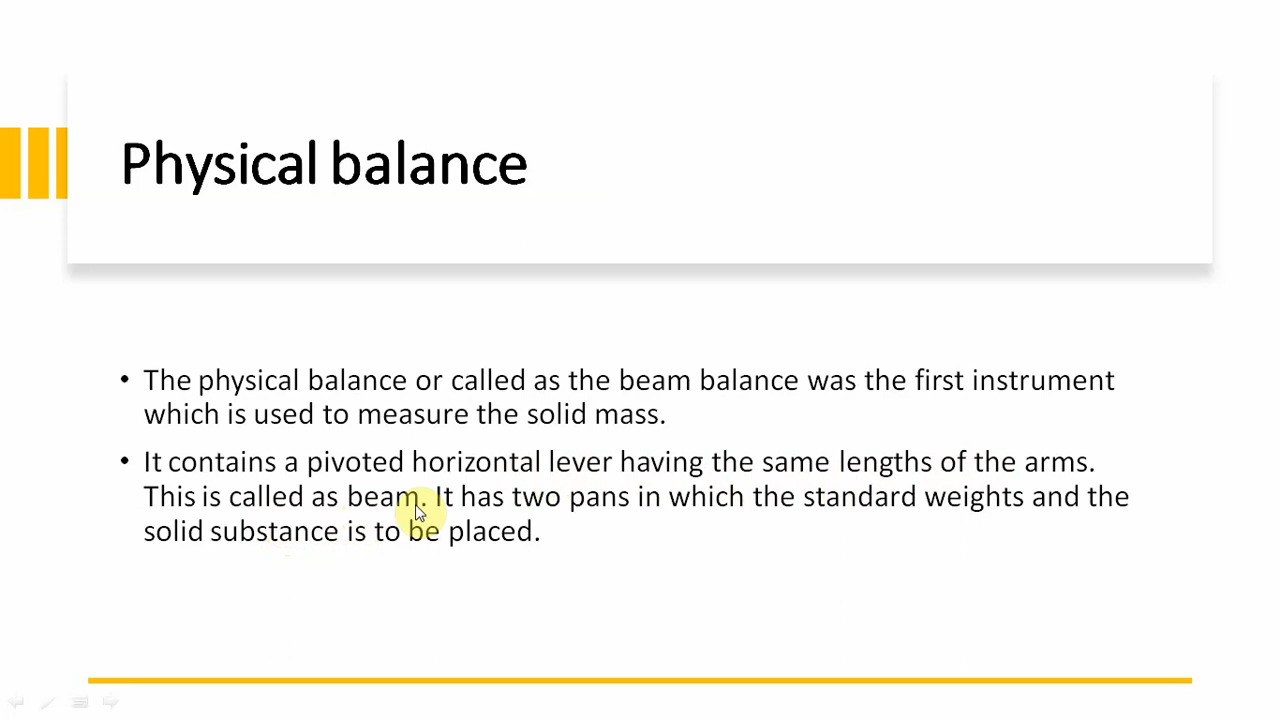 Physical balance
• The physical balance or called as the beam balance was the first instrument
which is used to measure the solid mass.
• It contains a pivoted horizontal lever having the same lengths of the arms.
This is called as beam. It has two pans in which the standard weights and the
solid substance is to be placed.